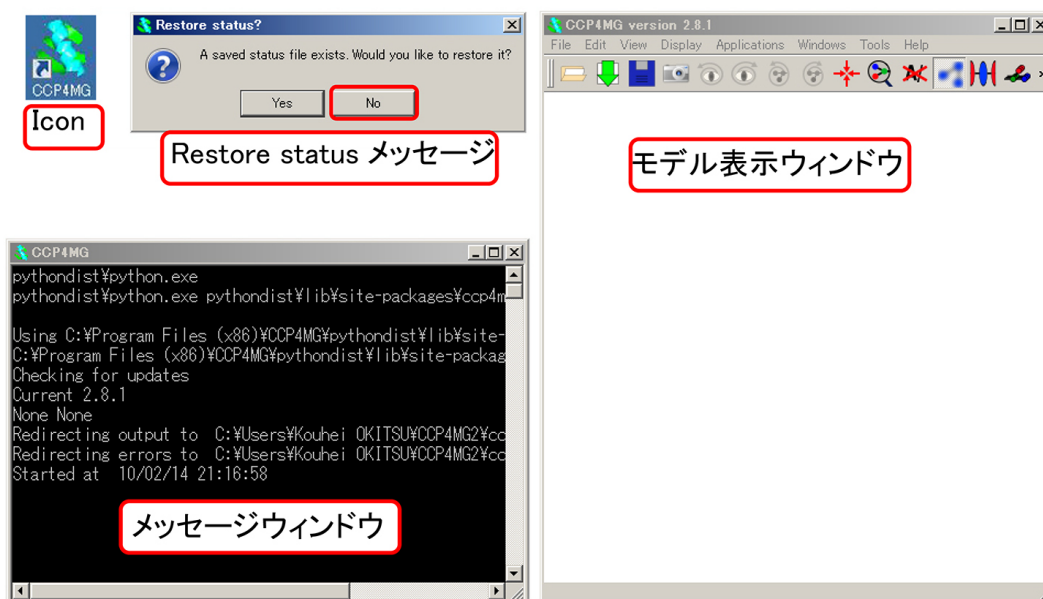 CCP4MG
Icon
Restore status?
A saved status file exists. Would you like to restore it?
Yes No
Restore status メッセージ
CCP4MG version 2.8.1
File Edit View Display Applications Windows Tools Help
モデル表示ウィンドウ
CCP4MG
pythondist¥python.exe
pythondist¥python.exe pythondist¥lib¥site-packages¥ccp4m
Using C:¥Program Files (x86)¥CCP4MG¥pythondist¥lib¥site-
C:¥Program Files (x86)¥CCP4MG¥pythondist¥lib¥site-packag
Checking for updates
Current 2.8.1
None None
Redirecting output to C:¥Users¥Kouhei OKITSU¥CCP4MG2¥cc
Redirecting errors to C:¥Users¥Kouhei OKITSU¥CCP4MG2¥cc
Started at 10/02/14 21:16:58
メッセージウィンドウ